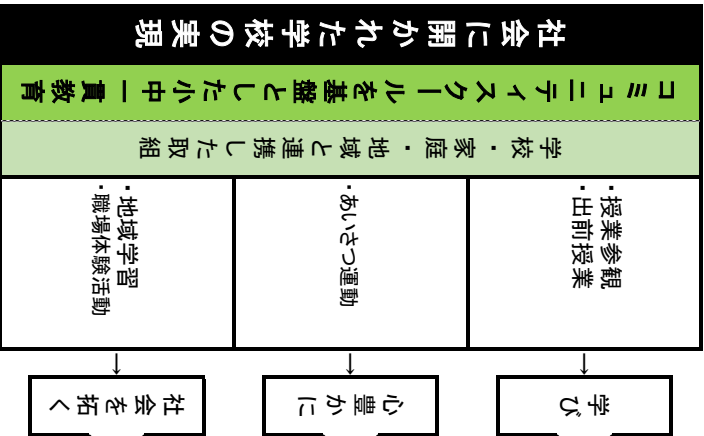 社会に開かれた学校の実現
コミュニティスクールを基盤とした小中一貫教育
学校・家庭・地域と連携した取組
・授業参観
・出前授業
・あいさつ運動
・地域学習
・職場体験活動
↓
↓
↓
学び
心豊かに
社会を拓く